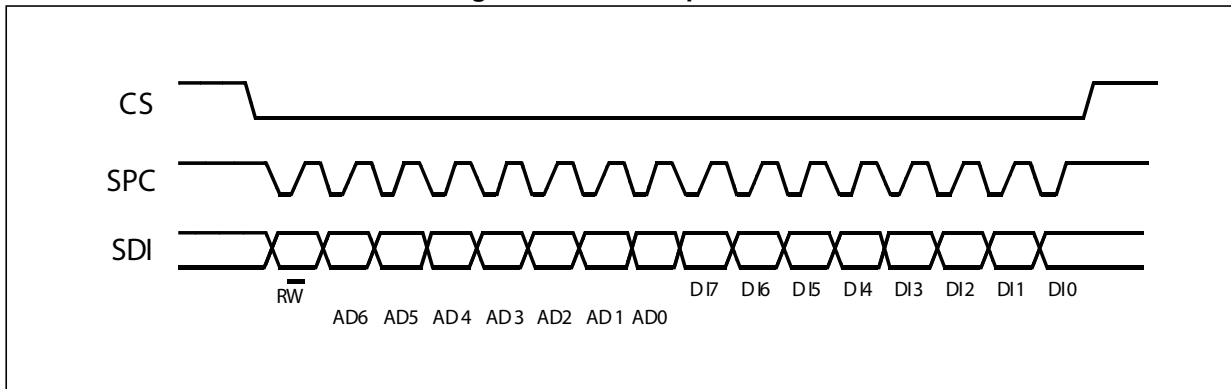 CS
SPC
SDI
RW
DI7 DI6 DI5 DI4 DI3 DI2 DI1 DI0
AD6 AD5 AD4 AD3 AD2 AD1 AD0